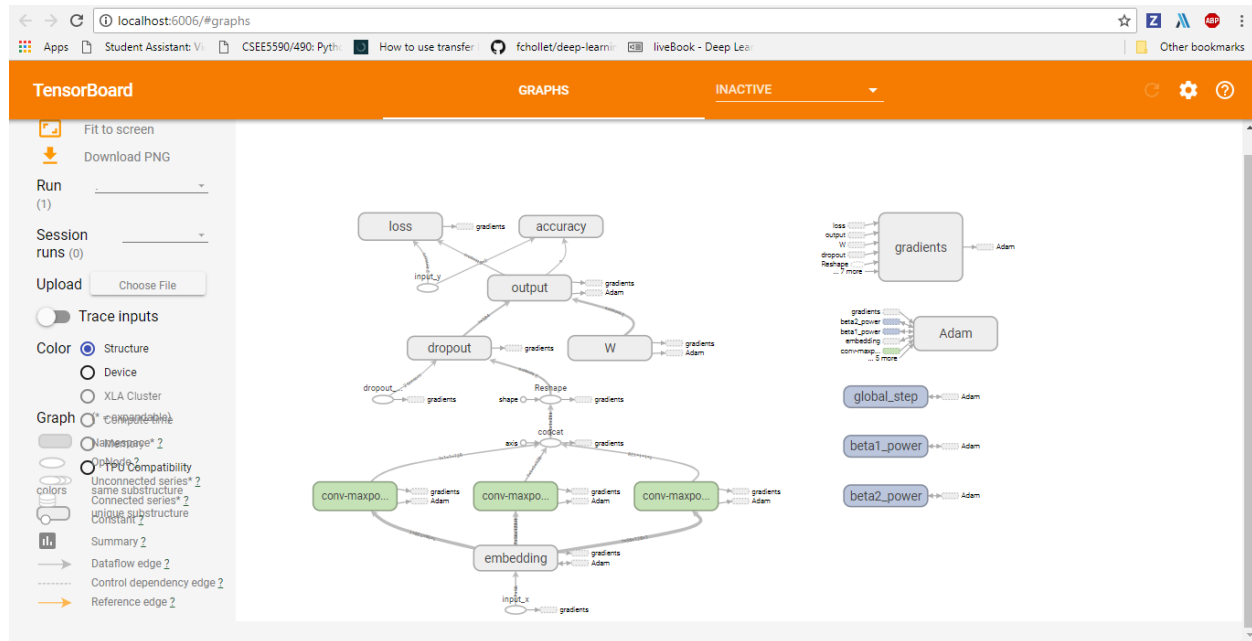 localhost:6006/#graphs
Z
ABP
Apps
Student Assistant: Vi
CSEE5590/490: Pytho
How to use transfer l
fchollet/deep-learnin
liveBook - Deep Lea
Other bookmarks
TensorBoard
GRAPHS
INACTIVE
Fit to screen
Download PNG
Run
.
(1)
Session
runs (0)
Upload
Choose File
Trace inputs
Color
Structure
Device
XLA Cluster
Compute time
Memory
TPU Compatibility
Graph
(* = expandable)
Namespace* ?
OpNode ?
Unconnected series* ?
Connected series* ?
Constant ?
Summary ?
Dataflow edge ?
Control dependency edge ?
Reference edge ?
colors
same substructure
unique substructure
loss
gradients
accuracy
input_y
output
gradients
Adam
dropout
gradients
W
gradients
Adam
dropout_...
gradients
Reshape
shape
gradients
concat
axis
gradients
conv-maxpo...
gradients
Adam
conv-maxpo...
gradients
Adam
conv-maxpo...
gradients
Adam
embedding
gradients
Adam
input_x
gradients
loss
output
W
dropout
Reshape
... 7 more
gradients
Adam
gradients
beta2_power
beta1_power
embedding
conv-maxp...
... 5 more
Adam
global_step
Adam
beta1_power
Adam
beta2_power
Adam